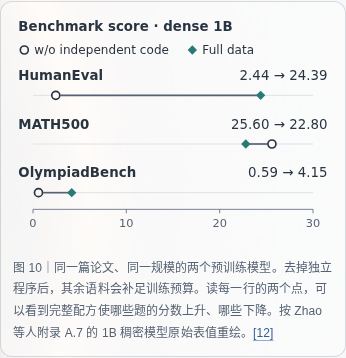 Benchmark score · dense 1B
w/o independent code
Full data
HumanEval
2.44 → 24.39
MATH500
25.60 → 22.80
OlympiadBench
0.59 → 4.15
0
10
20
30
图 10｜同一篇论文、同一规模的两个预训练模型。去掉独立
程序后，其余语料会补足训练预算。读每一行的两个点，可
以看到完整配方使哪些题的分数上升、哪些下降。按 Zhao
等人附录 A.7 的 1B 稠密模型原始表值重绘。[12]